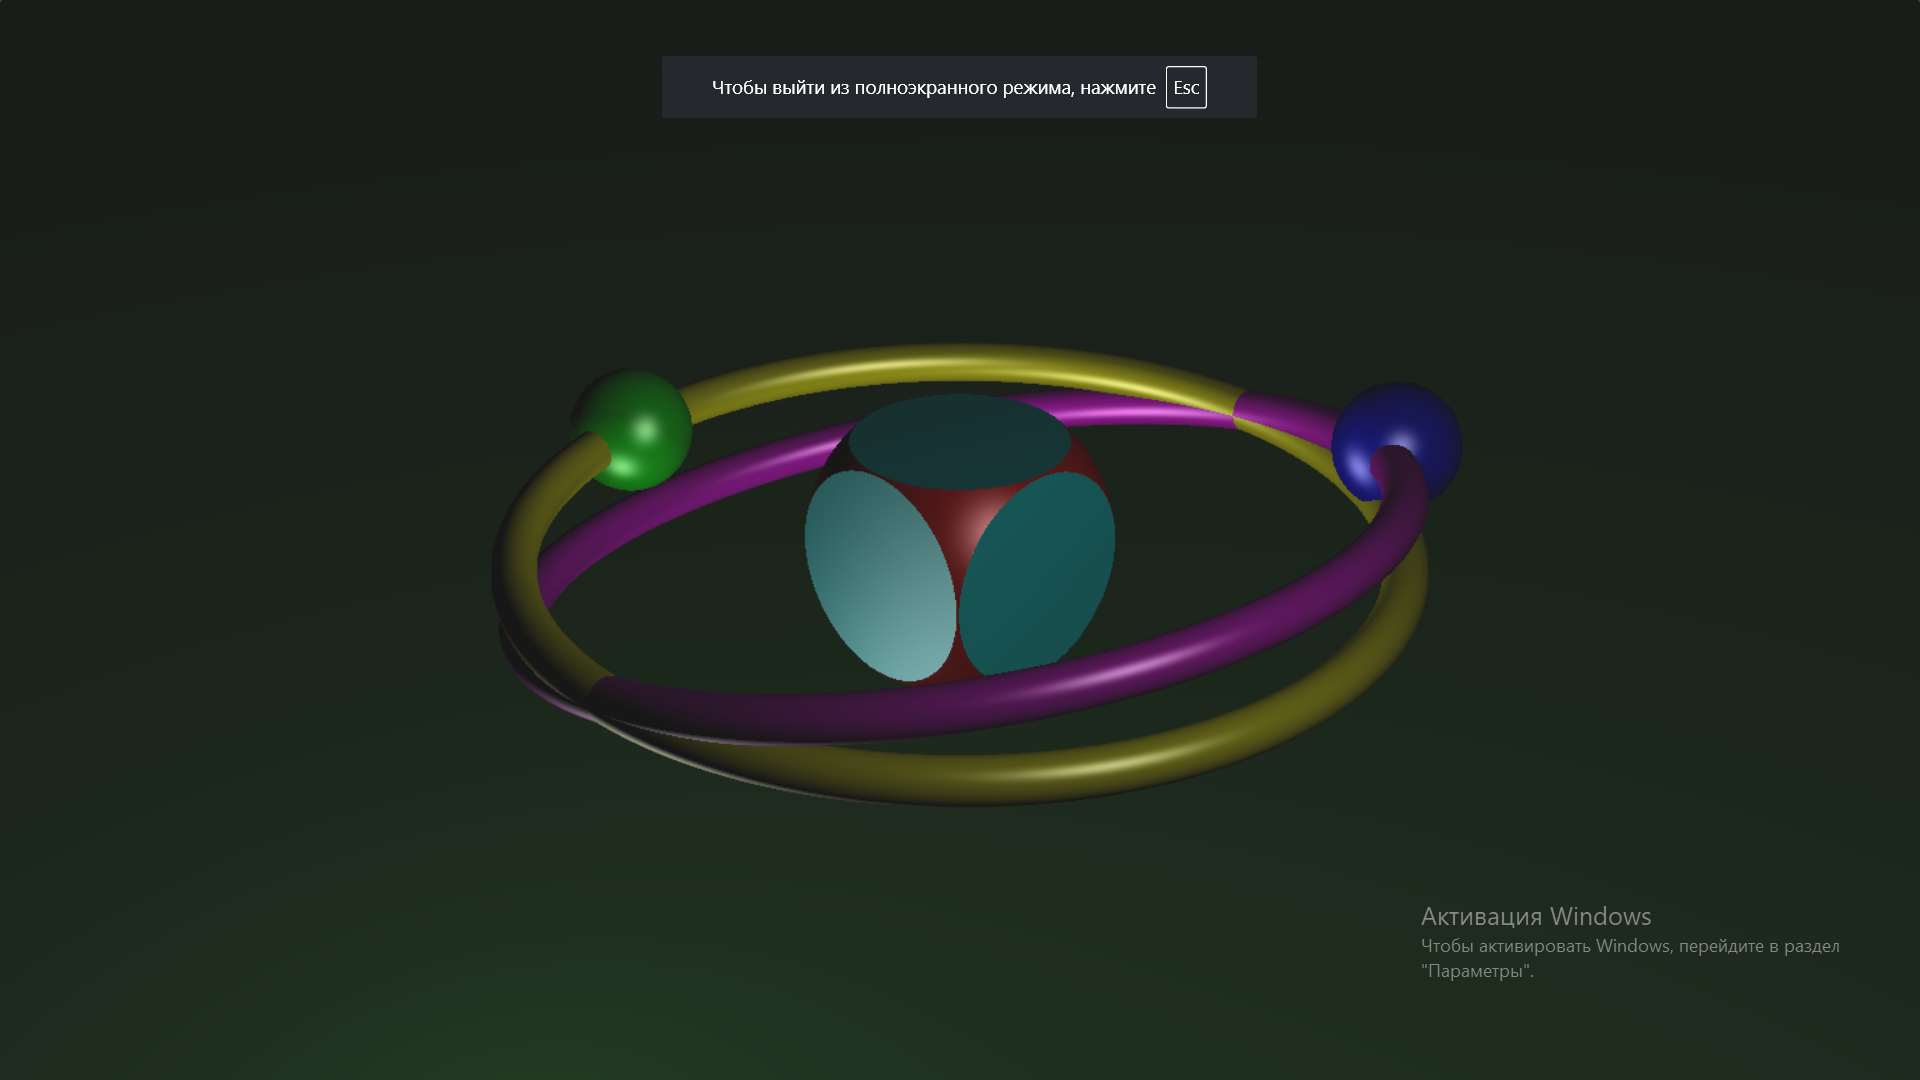 Чтобы выйти из полноэкранного режима, нажмите Esc
Активация Windows
Чтобы активировать Windows, перейдите в раздел
"Параметры".